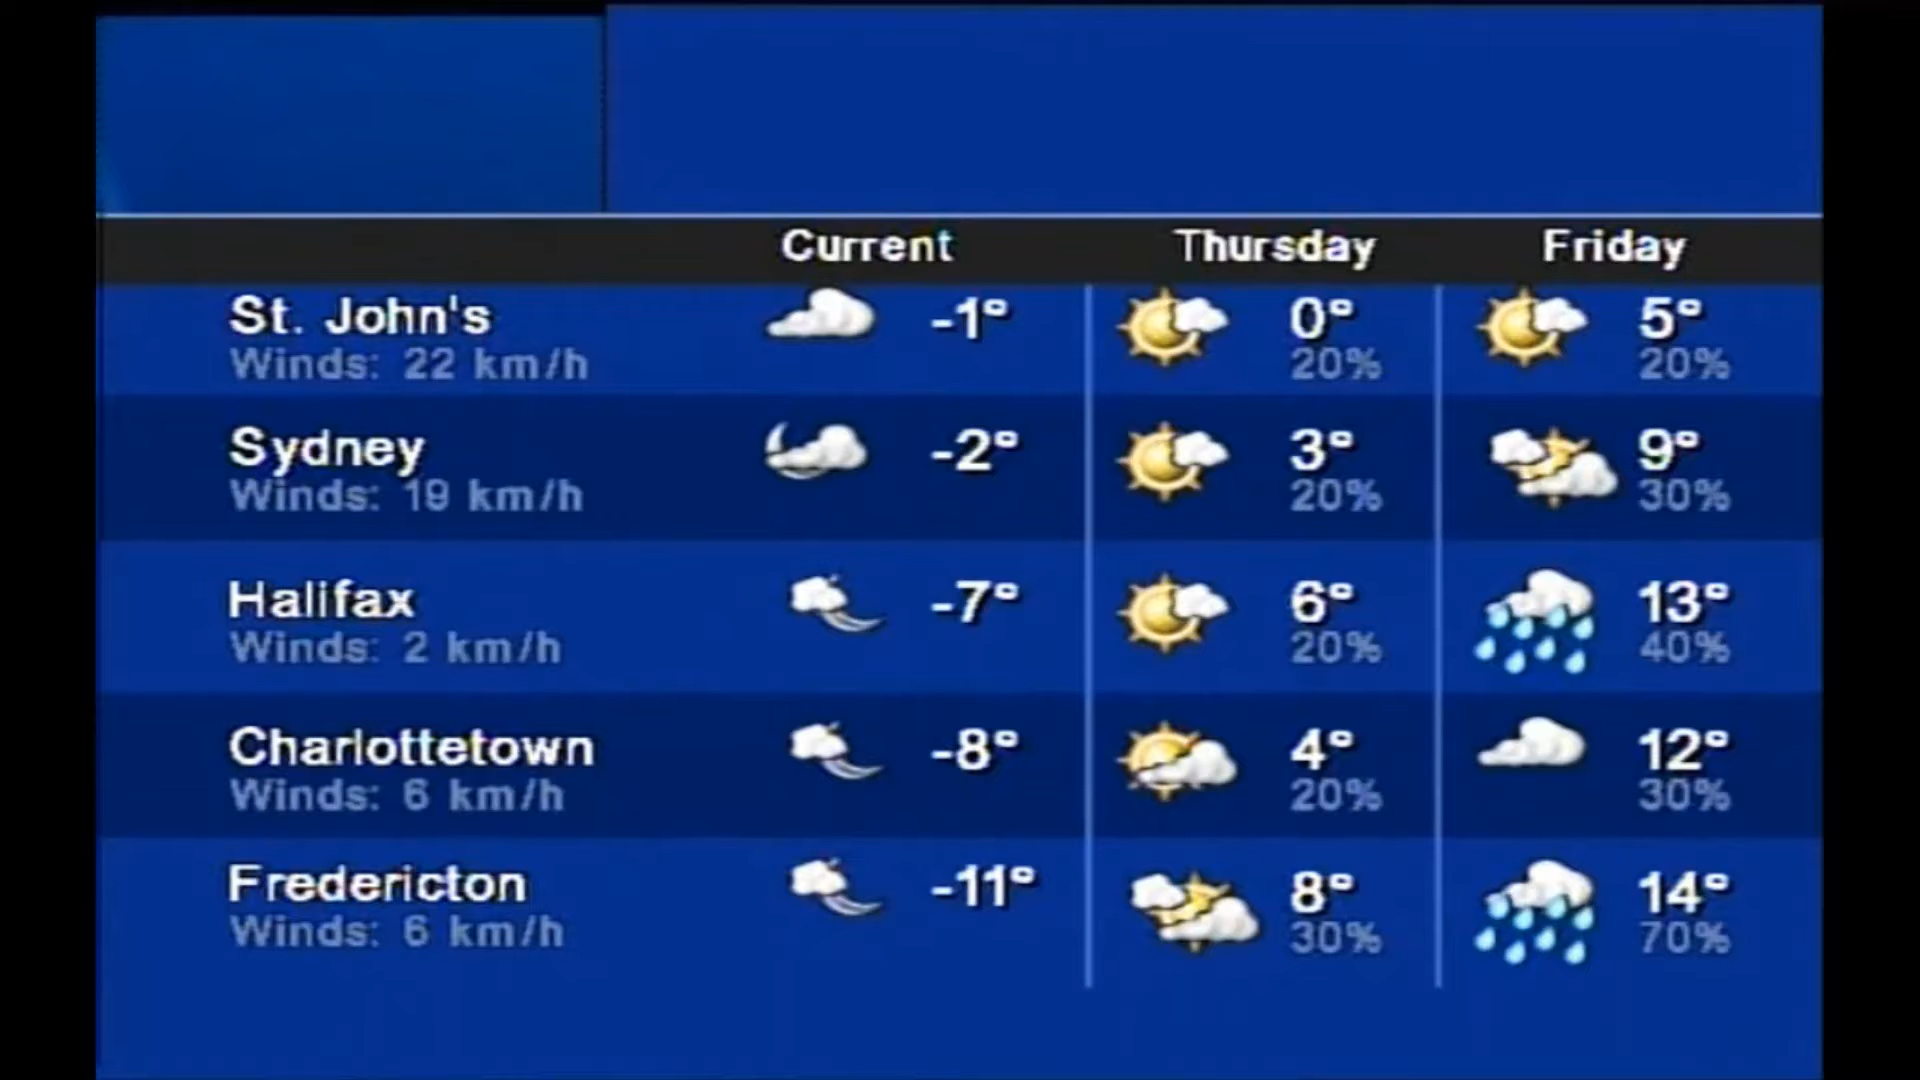 Current Thursday Friday
St. John's -1° 0° 5°
Winds: 22 km/h 20% 20%
Sydney -2° 3° 9°
Winds: 19 km/h 20% 30%
Halifax -7° 6° 13°
Winds: 2 km/h 20% 40%
Charlottetown -8° 4° 12°
Winds: 6 km/h 20% 30%
Fredericton -11° 8° 14°
Winds: 6 km/h 30% 70%